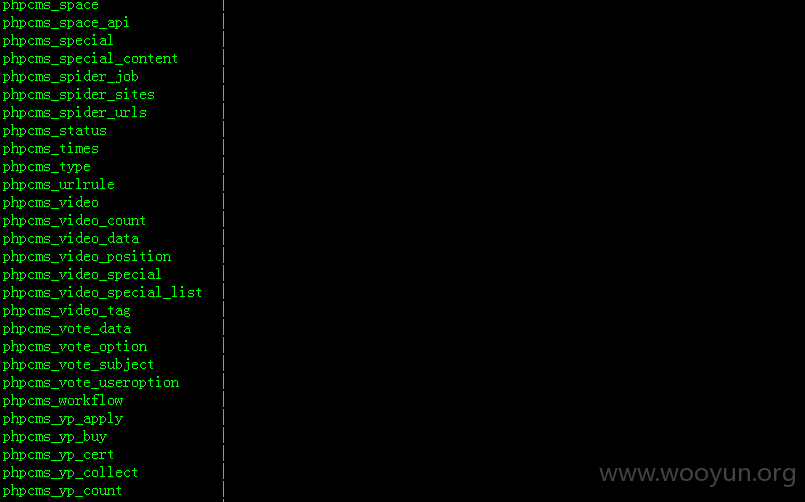 phpcms_space
phpcms_space_api
phpcms_special
phpcms_special_content
phpcms_spider_job
phpcms_spider_sites
phpcms_spider_urls
phpcms_status
phpcms_times
phpcms_type
phpcms_urlrule
phpcms_video
phpcms_video_count
phpcms_video_data
phpcms_video_position
phpcms_video_special
phpcms_video_special_list
phpcms_video_tag
phpcms_vote_data
phpcms_vote_option
phpcms_vote_subject
phpcms_vote_useroption
phpcms_workflow
phpcms_yp_apply
phpcms_yp_buy
phpcms_yp_cert
phpcms_yp_collect
phpcms_yp_count
www.wooyun.org